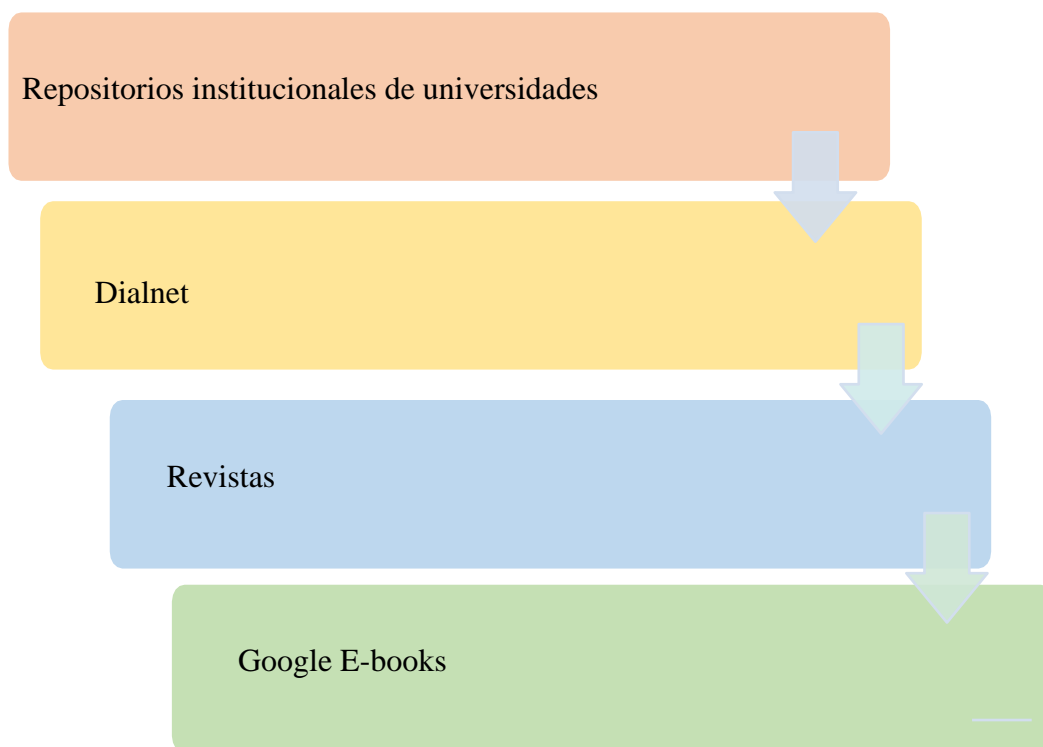 Repositorios institucionales de universidades
Dialnet
Revistas
Google E-books